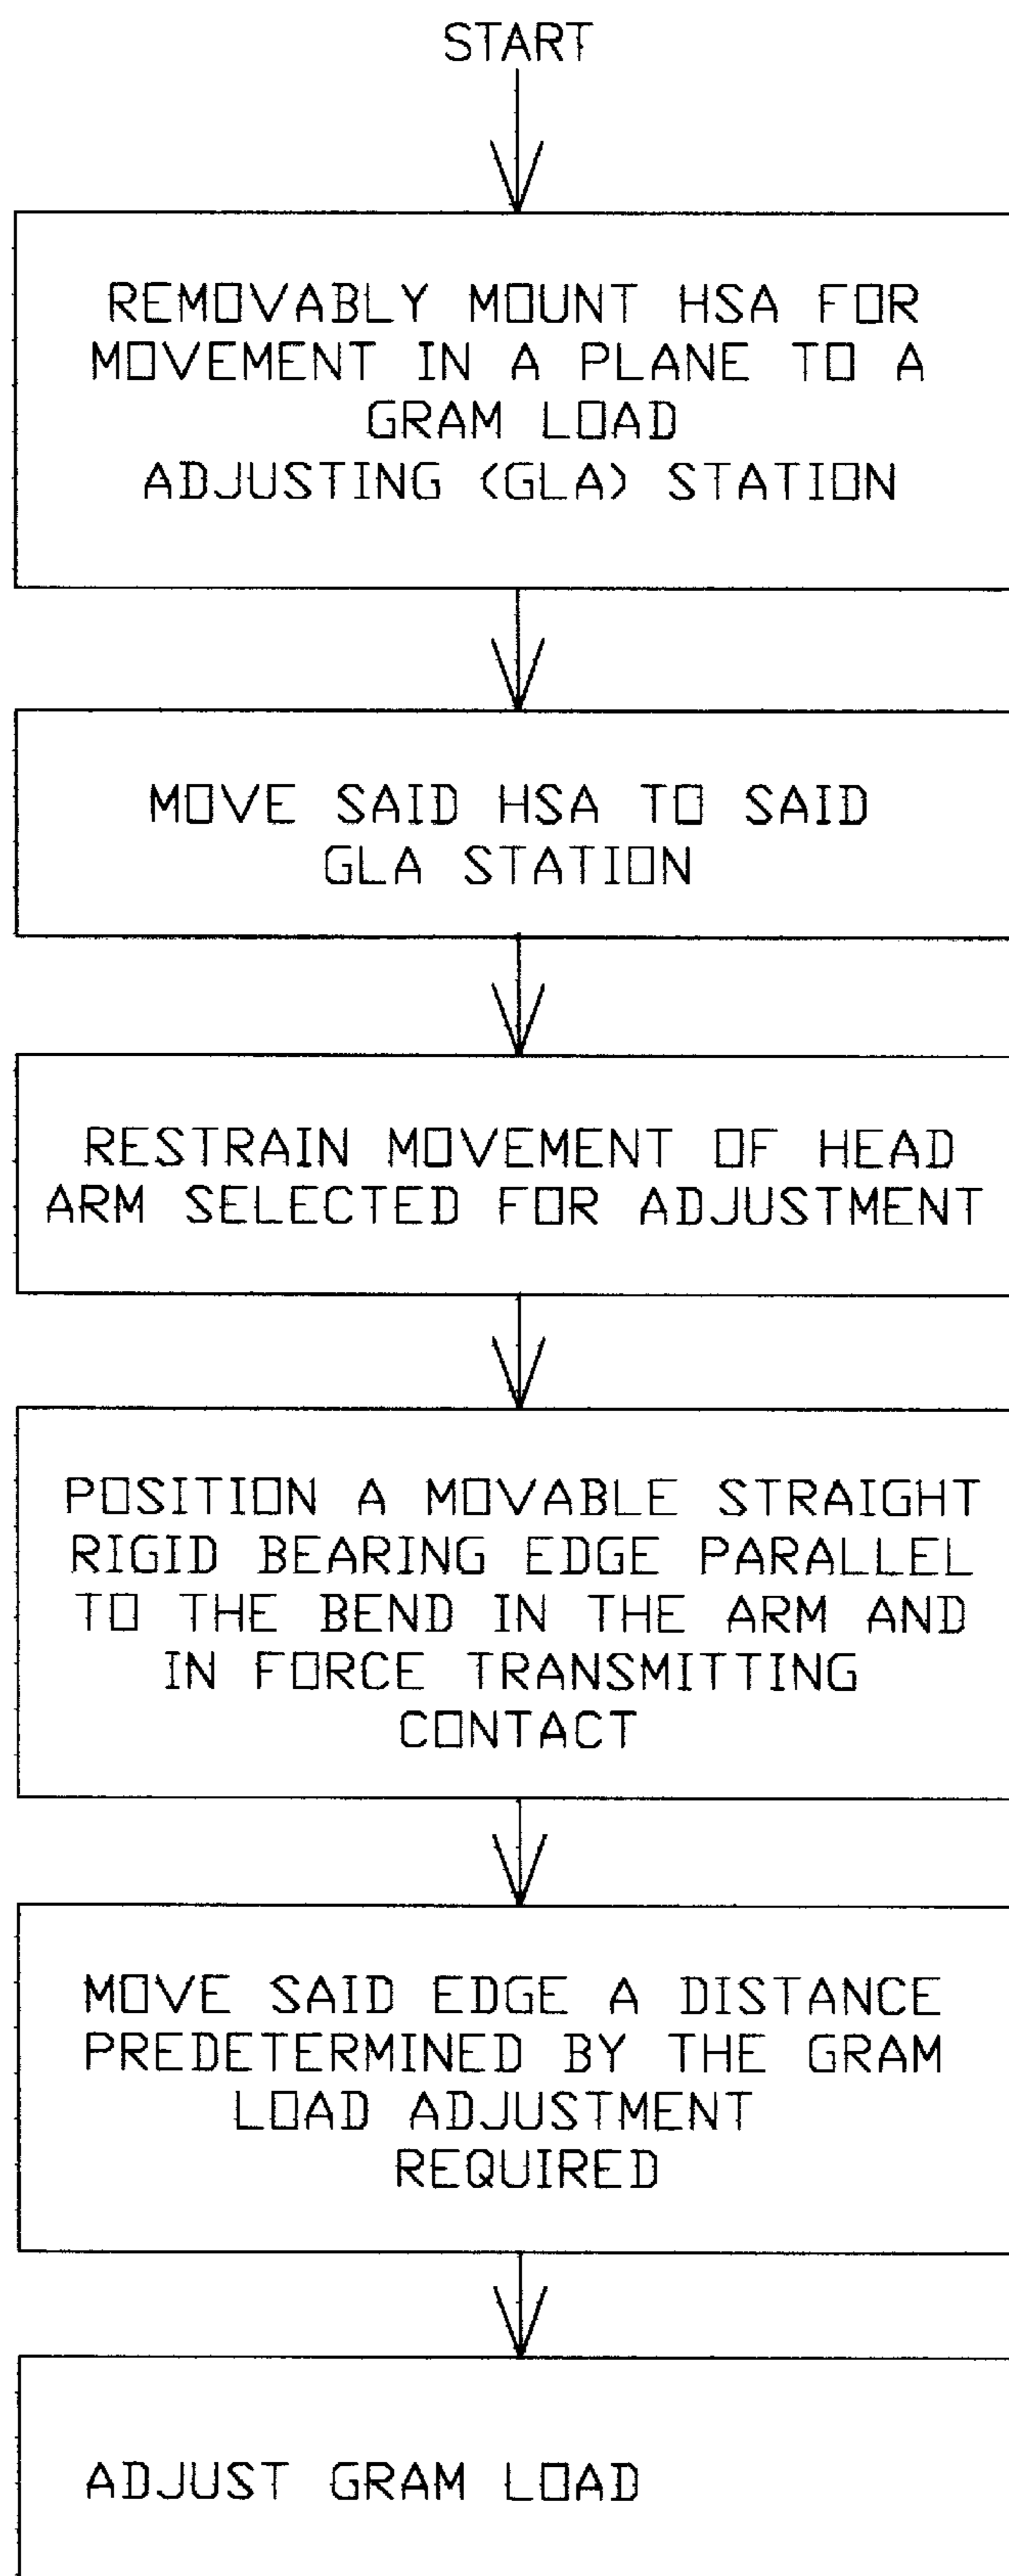 START
REMOVABLY MOUNT HSA FOR
MOVEMENT IN A PLANE TO A
GRAM LOAD
ADJUSTING (GLA) STATION
MOVE SAID HSA TO SAID
GLA STATION
RESTRAIN MOVEMENT OF HEAD
ARM SELECTED FOR ADJUSTMENT
POSITION A MOVABLE STRAIGHT
RIGID BEARING EDGE PARALLEL
TO THE BEND IN THE ARM AND
IN FORCE TRANSMITTING
CONTACT
MOVE SAID EDGE A DISTANCE
PREDETERMINED BY THE GRAM
LOAD ADJUSTMENT
REQUIRED
ADJUST GRAM LOAD